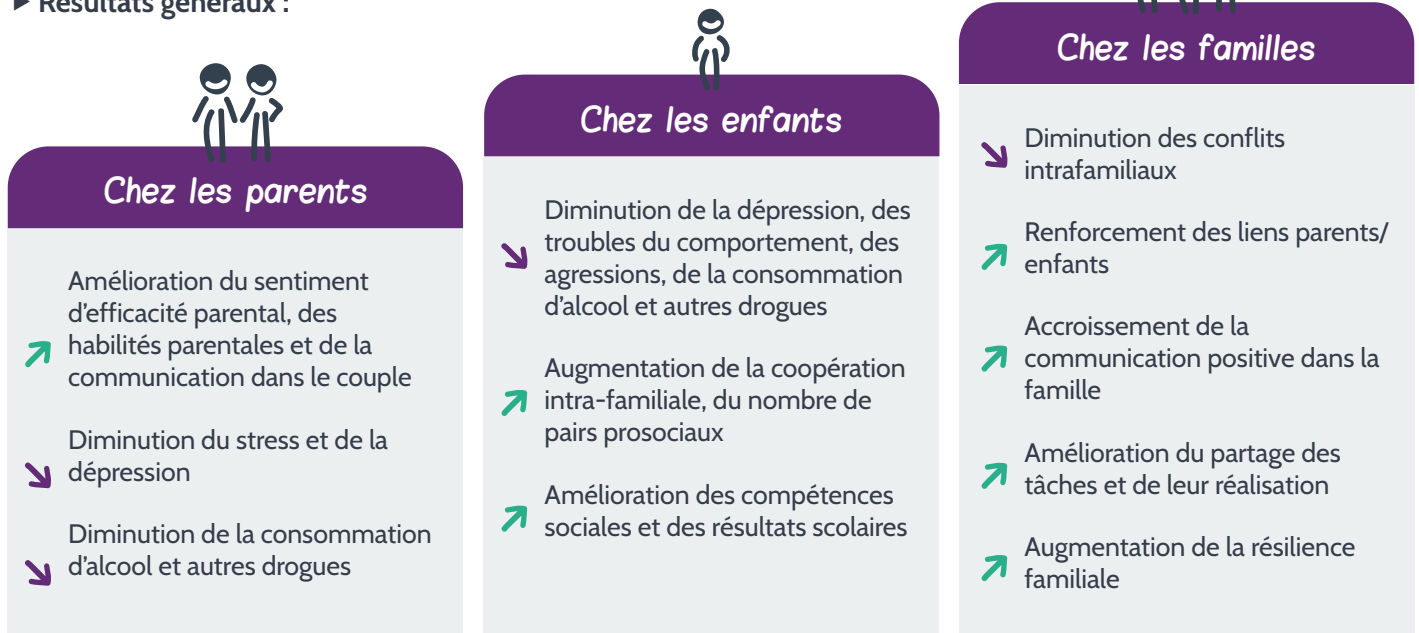 ▶ Résultats généraux :
Chez les parents
Amélioration du sentiment
d'efficacité parental, des
habilités parentales et de la
communication dans le couple
Diminution du stress et de la
dépression
Diminution de la consommation
d'alcool et autres drogues
Chez les enfants
Diminution de la dépression, des
troubles du comportement, des
agressions, de la consommation
d'alcool et autres drogues
Augmentation de la coopération
intra-familiale, du nombre de
pairs prosociaux
Amélioration des compétences
sociales et des résultats scolaires
Chez les familles
Diminution des conflits
intrafamiliaux
Renforcement des liens parents/
enfants
Accroissement de la
communication positive dans la
famille
Amélioration du partage des
tâches et de leur réalisation
Augmentation de la résilience
familiale